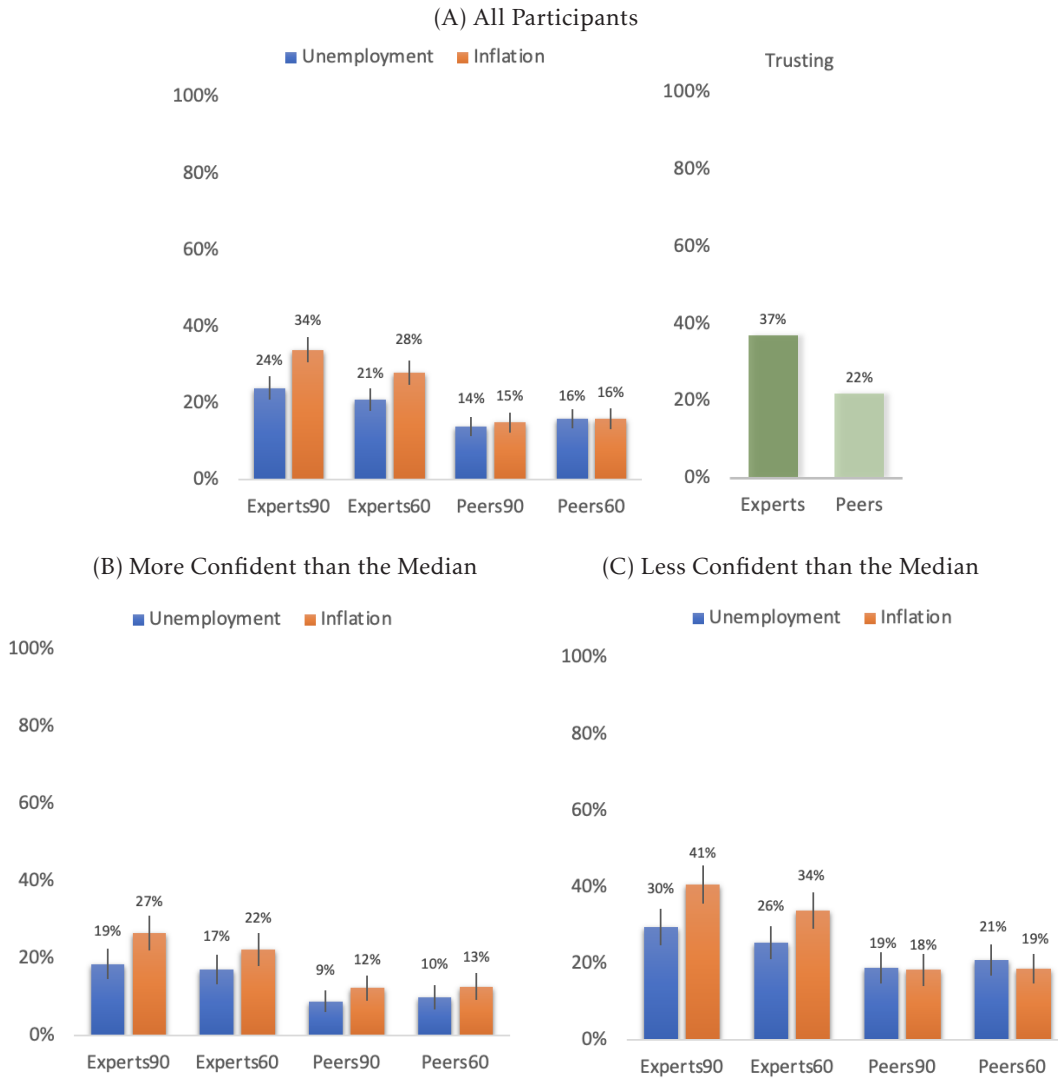 (A) All Participants
Unemployment Inflation
100%
80%
60%
40%
20%
0%
24% 34% 21% 28% 14% 15% 16% 16%
Experts90 Experts60 Peers90 Peers60
Trusting
100%
80%
60%
40%
20%
0%
37% 22%
Experts Peers
(B) More Confident than the Median
Unemployment Inflation
100%
80%
60%
40%
20%
0%
19% 27% 17% 22% 9% 12% 10% 13%
Experts90 Experts60 Peers90 Peers60
(C) Less Confident than the Median
Unemployment Inflation
100%
80%
60%
40%
20%
0%
30% 41% 26% 34% 19% 18% 21% 19%
Experts90 Experts60 Peers90 Peers60